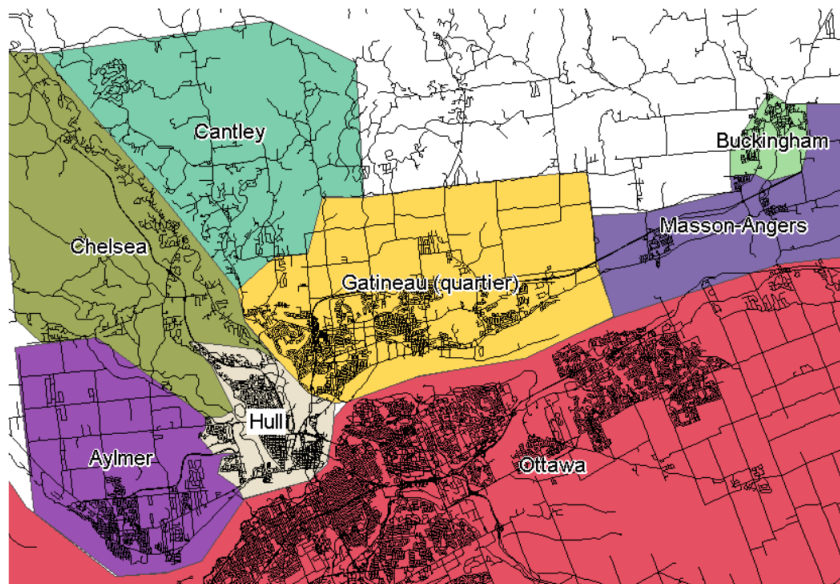 Cantley
Buckingham
Masson-Angers
Chelsea
Gatineau (quartier)
Hull
Aylmer
Ottawa